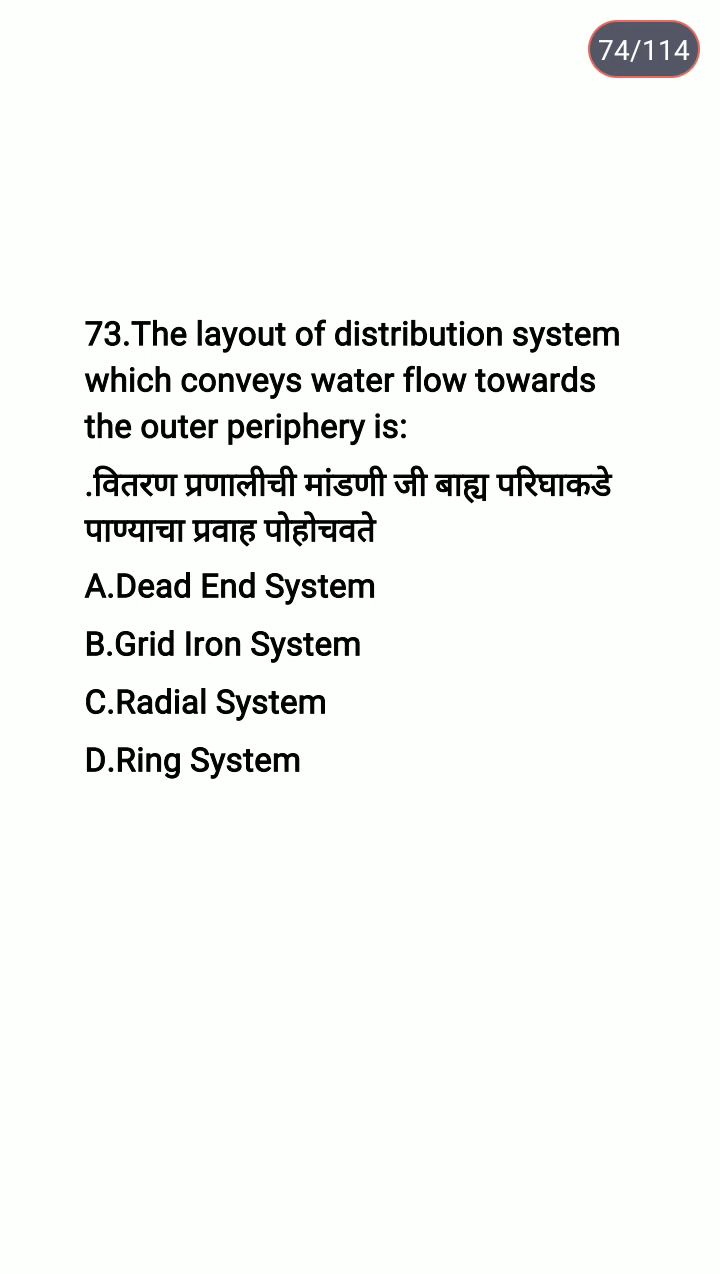 74/114
73.The layout of distribution system
which conveys water flow towards
the outer periphery is:
.वितरण प्रणालीची मांडणी जी बाह्य परिघाकडे
पाण्याचा प्रवाह पोहोचवते
A.Dead End System
B.Grid Iron System
C.Radial System
D.Ring System